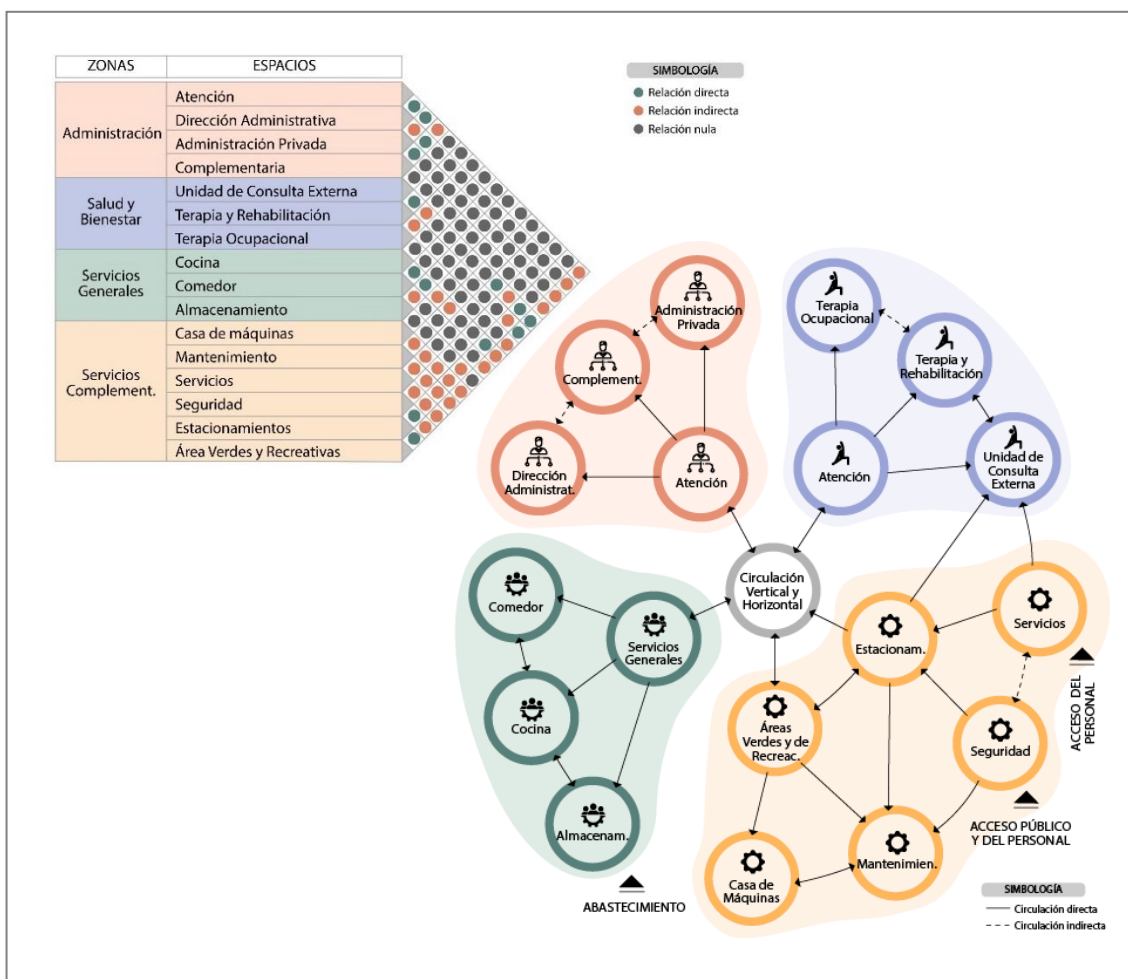 ZONAS ESPACIOS
Administración
Atención
Dirección Administrativa
Administración Privada
Complementaria
Salud y
Bienestar
Unidad de Consulta Externa
Terapia y Rehabilitación
Terapia Ocupacional
Servicios
Generales
Cocina
Comedor
Almacenamiento
Servicios
Complement.
Casa de máquinas
Mantenimiento
Servicios
Seguridad
Estacionamientos
Área Verdes y Recreativas
SIMBOLOGÍA
Relación directa
Relación indirecta
Relación nula
Administración
Privada
Complement.
Dirección
Administrat.
Atención
Terapia
Ocupacional
Terapia y
Rehabilitación
Atención
Unidad de
Consulta
Externa
Circulación
Vertical y
Horizontal
Comedor
Servicios
Generales
Cocina
Almacenam.
ABASTECIMIENTO
Servicios
Estacionam.
Áreas
Verdes y de
Recreac.
Seguridad
Mantenimien.
Casa de
Máquinas
ACCESO DEL
PERSONAL
ACCESO PÚBLICO
Y DEL PERSONAL
SIMBOLOGÍA
Circulación directa
Circulación indirecta